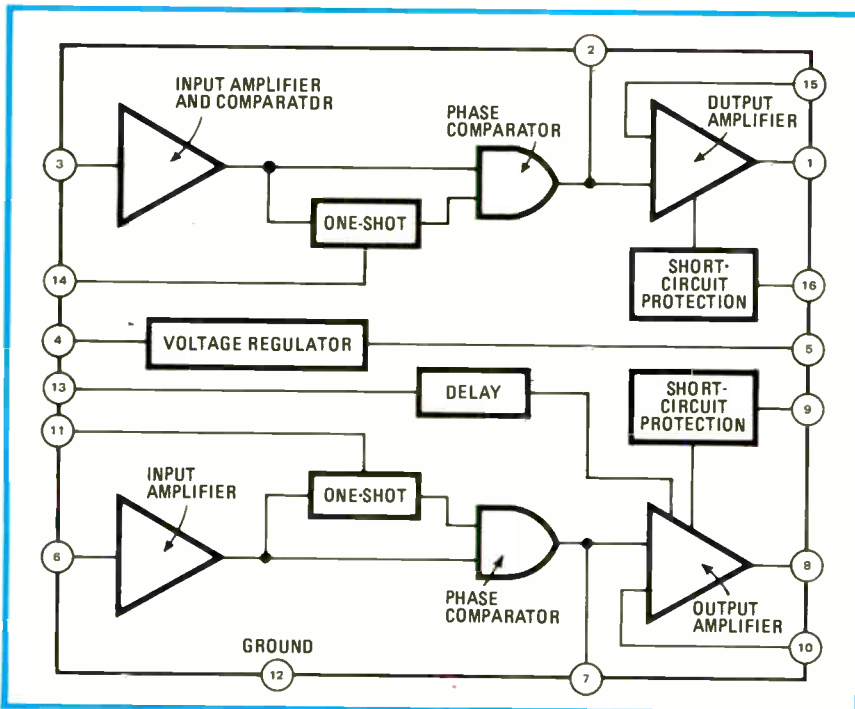 2
INPUT AMPLIFIER
AND COMPARATOR
PHASE
COMPARATOR
OUTPUT
AMPLIFIER
15
3
1
ONE-SHOT
14
SHORT-
CIRCUIT
PROTECTION
16
4
VOLTAGE REGULATOR
5
13
DELAY
SHORT-
CIRCUIT
PROTECTION
9
11
INPUT
AMPLIFIER
ONE-SHOT
6
PHASE
COMPARATOR
8
OUTPUT
AMPLIFIER
10
GROUND
12
7